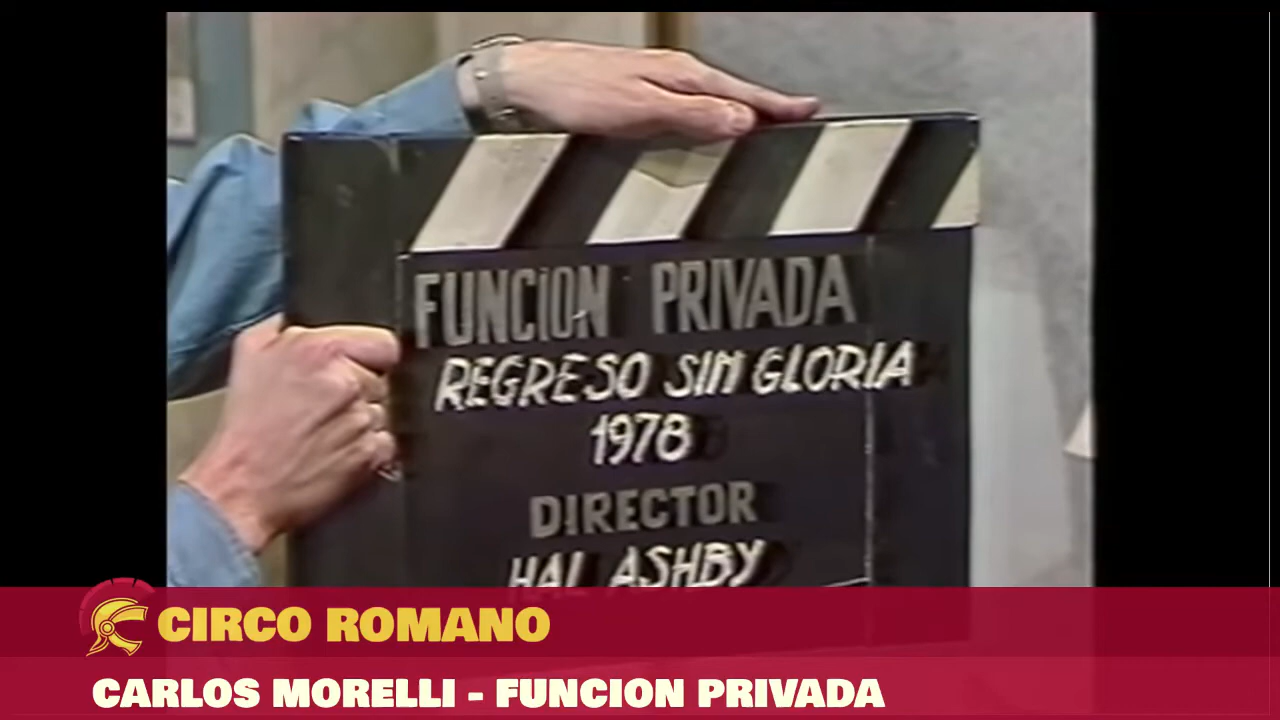 FUNCION PRIVADA
REGRESO SIN GLORIA
1978
DIRECTOR
HAL ASHBY
CIRCO ROMANO
CARLOS MORELLI - FUNCION PRIVADA